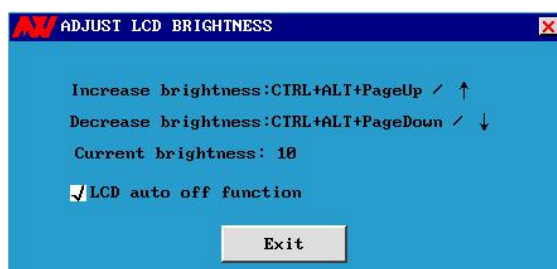 ADJUST LCD BRIGHTNESS
Increase brightness:CTRL+ALT+PageUp / ↑
Decrease brightness:CTRL+ALT+PageDown / ↓
Current brightness: 10
LCD auto off function
Exit